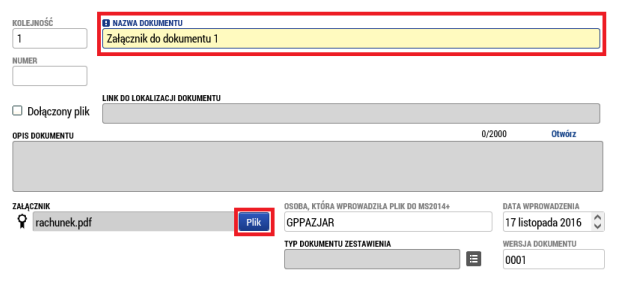 KOLEJNOŚĆ
NAZWA DOKUMENTU
1
Załącznik do dokumentu 1
NUMER
LINK DO LOKALIZACJI DOKUMENTU
Dołączony plik
OPIS DOKUMENTU
0/2000
Otwórz
ZAŁĄCZNIK
OSOBA, KTÓRA WPROWADZILA PLIK DO MS2014+
DATA WPROWADZENIA
rachunek.pdf
Plik
GPPAZJAR
17 listopada 2016
TYP DOKUMENTU ZESTAWIENIA
WERSJA DOKUMENTU
0001